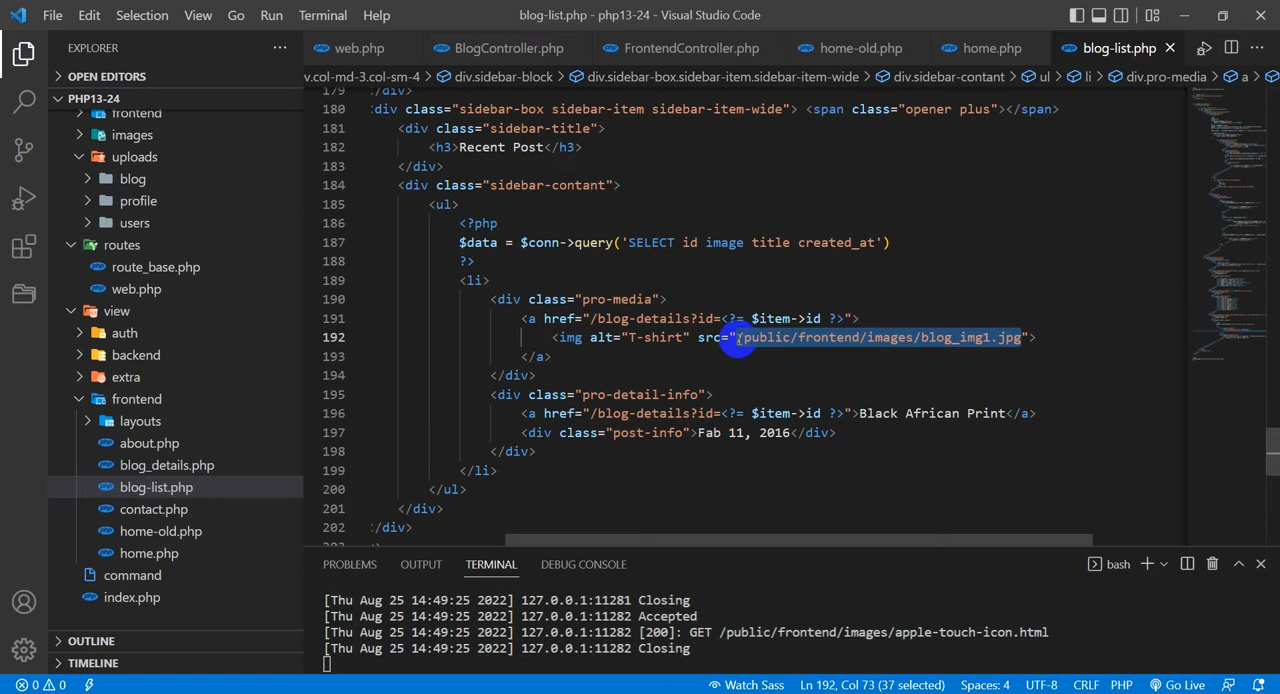 File Edit Selection View Go Run Terminal Help blog-list.php - php13-24 - Visual Studio Code
EXPLORER
web.php BlogController.php FrontendController.php home-old.php home.php blog-list.php
OPEN EDITORS
PHP13-24
frontend
images
uploads
blog
profile
users
routes
route_base.php
web.php
view
auth
backend
extra
frontend
layouts
about.php
blog_details.php
blog-list.php
contact.php
home-old.php
home.php
command
index.php
OUTLINE
TIMELINE
v.col-md-3.col-sm-4 div.sidebar-block div.sidebar-box.sidebar-item.sidebar-item-wide div.sidebar-contant ul li div.pro-media a
179 /div>
180 :div class="sidebar-box sidebar-item sidebar-item-wide"> <span class="opener plus"></span>
181 <div class="sidebar-title">
182 <h3>Recent Post</h3>
183 </div>
184 <div class="sidebar-contant">
185 <ul>
186 <?php
187 $data = $conn->query('SELECT id image title created_at')
188 ?>
189 <li>
190 <div class="pro-media">
191 <a href="/blog-details?id=<?= $item->id ?>">
192 <img alt="T-shirt" src="/public/frontend/images/blog_img1.jpg">
193 </a>
194 </div>
195 <div class="pro-detail-info">
196 <a href="/blog-details?id=<?= $item->id ?>">Black African Print</a>
197 <div class="post-info">Fab 11, 2016</div>
198 </div>
199 </li>
200 </ul>
201 </div>
202 :/div>
PROBLEMS OUTPUT TERMINAL DEBUG CONSOLE bash
[Thu Aug 25 14:49:25 2022] 127.0.0.1:11281 Closing
[Thu Aug 25 14:49:25 2022] 127.0.0.1:11282 Accepted
[Thu Aug 25 14:49:25 2022] 127.0.0.1:11282 [200]: GET /public/frontend/images/apple-touch-icon.html
[Thu Aug 25 14:49:25 2022] 127.0.0.1:11282 Closing
0 0 Watch Sass Ln 192, Col 73 (37 selected) Spaces: 4 UTF-8 CRLF PHP Go Live